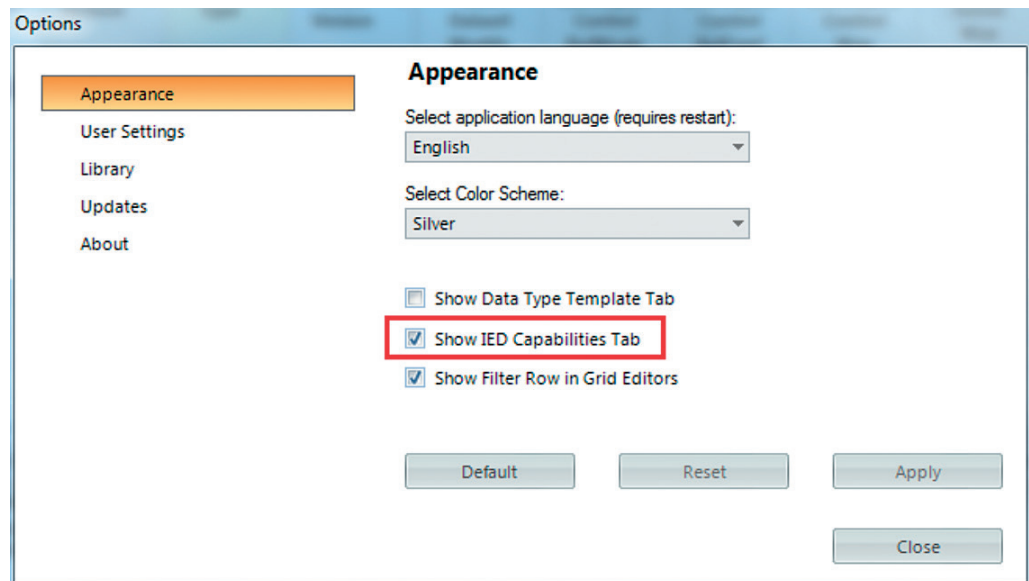 Options
Appearance
User Settings
Library
Updates
About
Appearance
Select application language (requires restart):
English
Select Color Scheme:
Silver
Show Data Type Template Tab
Show IED Capabilities Tab
Show Filter Row in Grid Editors
Default
Reset
Apply
Close